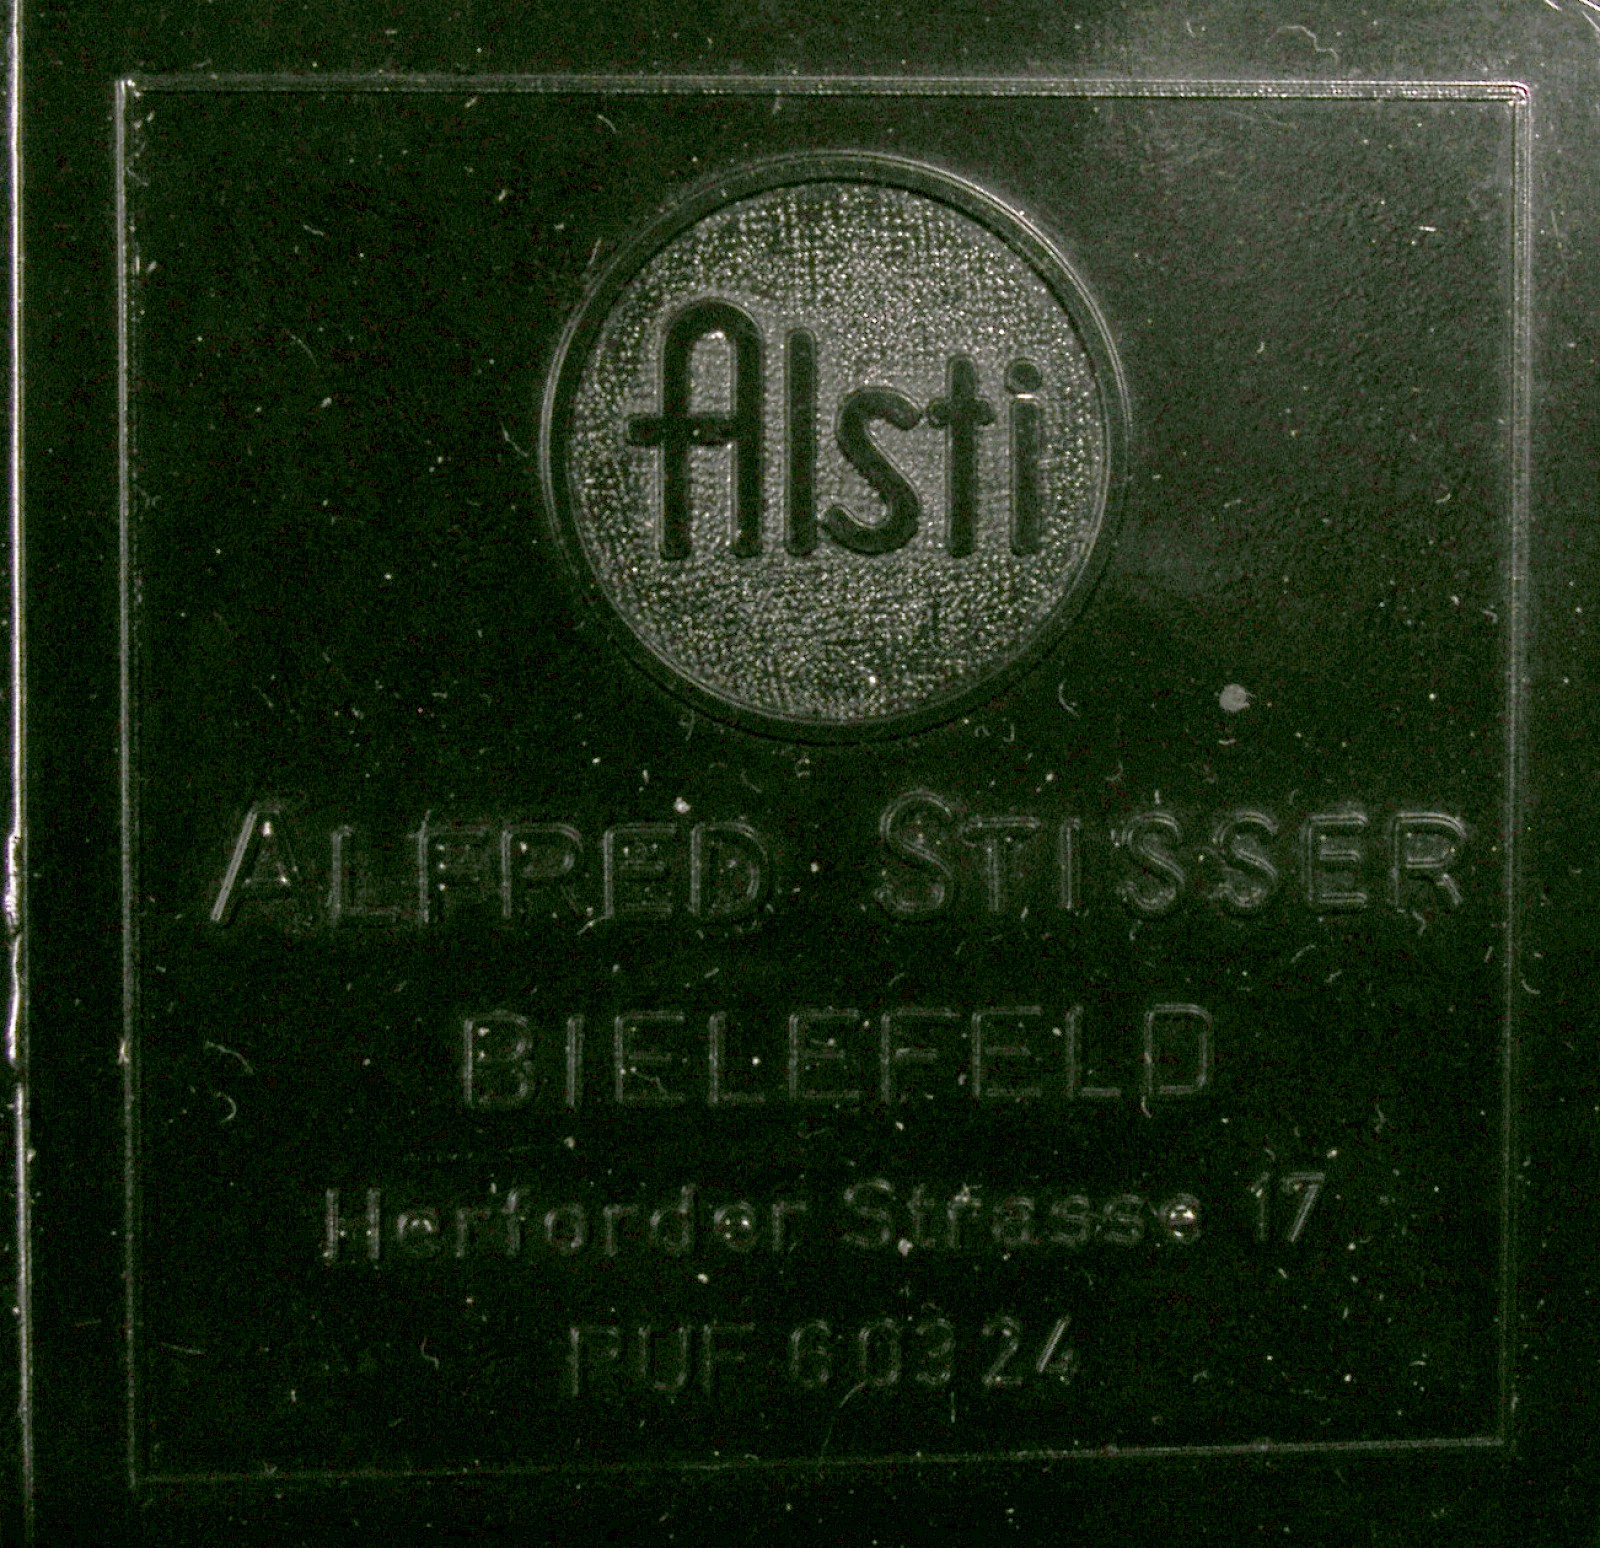 Alsti
ALFRED STISSER
BIELEFELD
Herforder Strasse 17
RUF 60324